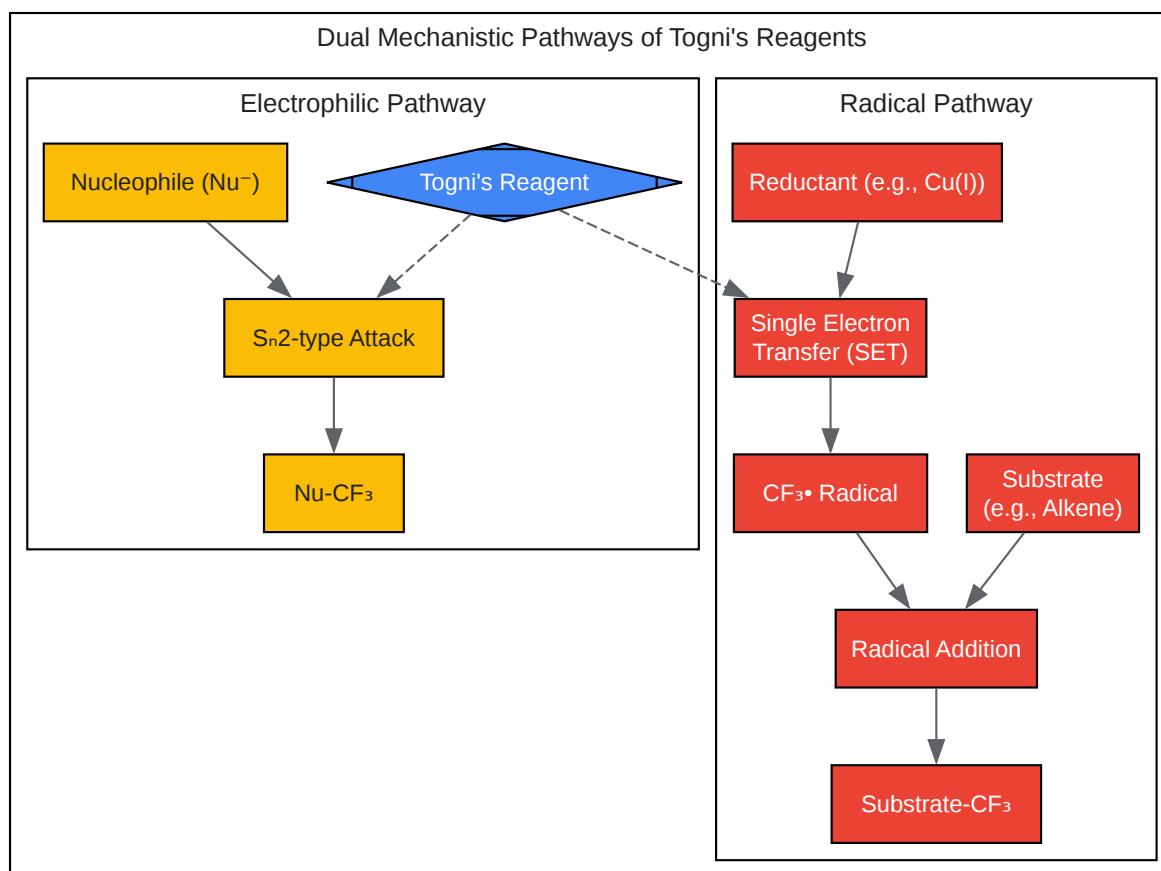 Dual Mechanistic Pathways of Togni's Reagents
Electrophilic Pathway
Radical Pathway
Nucleophile (Nu⁻)
Togni's Reagent
Reductant (e.g., Cu(I))
Sₙ2-type Attack
Single Electron
Transfer (SET)
Nu-CF₃
CF₃• Radical
Substrate
(e.g., Alkene)
Radical Addition
Substrate-CF₃